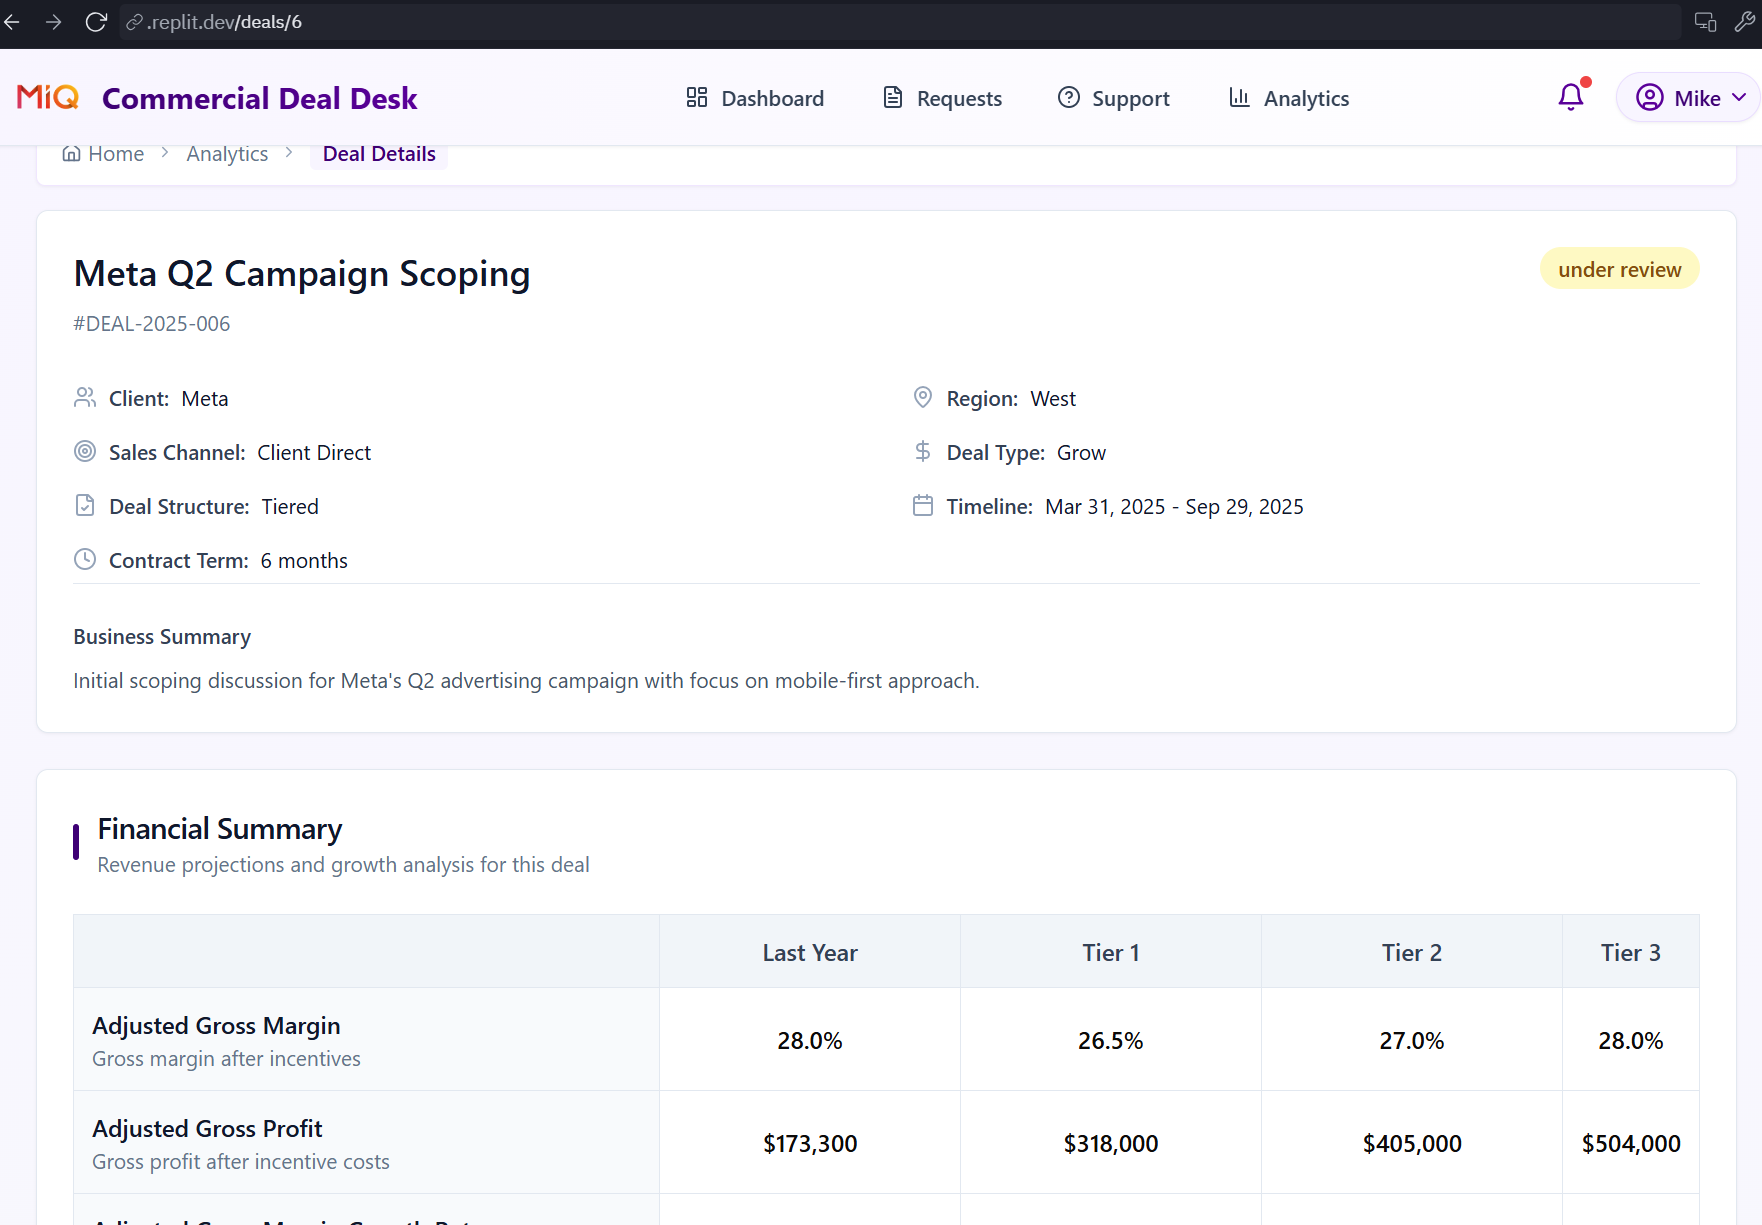 .replit.dev/deals/6
MiQ Commercial Deal Desk Dashboard Requests Support Analytics Mike
Home > Analytics > Deal Details
Meta Q2 Campaign Scoping under review
#DEAL-2025-006
Client: Meta Region: West
Sales Channel: Client Direct Deal Type: Grow
Deal Structure: Tiered Timeline: Mar 31, 2025 - Sep 29, 2025
Contract Term: 6 months
Business Summary
Initial scoping discussion for Meta's Q2 advertising campaign with focus on mobile-first approach.
Financial Summary
Revenue projections and growth analysis for this deal
Last Year Tier 1 Tier 2 Tier 3
Adjusted Gross Margin
Gross margin after incentives
28.0% 26.5% 27.0% 28.0%
Adjusted Gross Profit
Gross profit after incentive costs
$173,300 $318,000 $405,000 $504,000